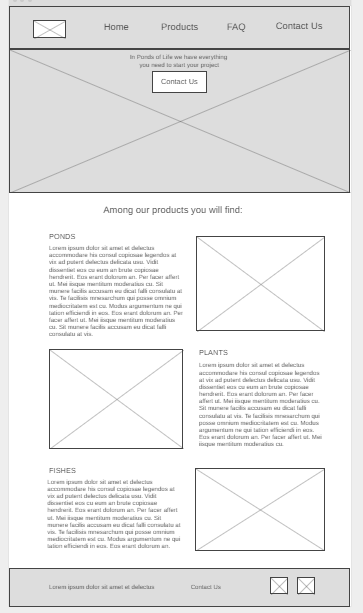 Home Products FAQ Contact Us
In Ponds of Life we have everything
you need to start your project
Contact Us
Among our products you will find:
PONDS
Lorem ipsum dolor sit amet et delectus
accommodare his consul copiosae legendos at
vix ad putent delectus delicata usu. Vidit
dissentiet eos cu eum an brute copiosae
hendrerit. Eos erant dolorum an. Per facer affert
ut. Mei iisque mentitum moderatius cu. Sit
munere facilis accusam eu dicat falli consulatu at
vis. Te facilisis mnesarchum qui posse omnium
mediocritatem est cu. Modus argumentum ne qui
tation efficiendi in eos. Eos erant dolorum an. Per
facer affert ut. Mei iisque mentitum moderatius
cu. Sit munere facilis accusam eu dicat falli
consulatu at vis.
PLANTS
Lorem ipsum dolor sit amet et delectus
accommodare his consul copiosae legendos
at vix ad putent delectus delicata usu. Vidit
dissentiet eos cu eum an brute copiosae
hendrerit. Eos erant dolorum an. Per facer
affert ut. Mei iisque mentitum moderatius cu.
Sit munere facilis accusam eu dicat falli
consulatu at vis. Te facilisis mnesarchum qui
posse omnium mediocritatem est cu. Modus
argumentum ne qui tation efficiendi in eos.
Eos erant dolorum an. Per facer affert ut. Mei
iisque mentitum moderatius cu.
FISHES
Lorem ipsum dolor sit amet et delectus
accommodare his consul copiosae legendos at
vix ad putent delectus delicata usu. Vidit
dissentiet eos cu eum an brute copiosae
hendrerit. Eos erant dolorum an. Per facer affert
ut. Mei iisque mentitum moderatius cu. Sit
munere facilis accusam eu dicat falli consulatu at
vis. Te facilisis mnesarchum qui posse omnium
mediocritatem est cu. Modus argumentum ne qui
tation efficiendi in eos. Eos erant dolorum an.
Lorem ipsum dolor sit amet et delectus Contact Us